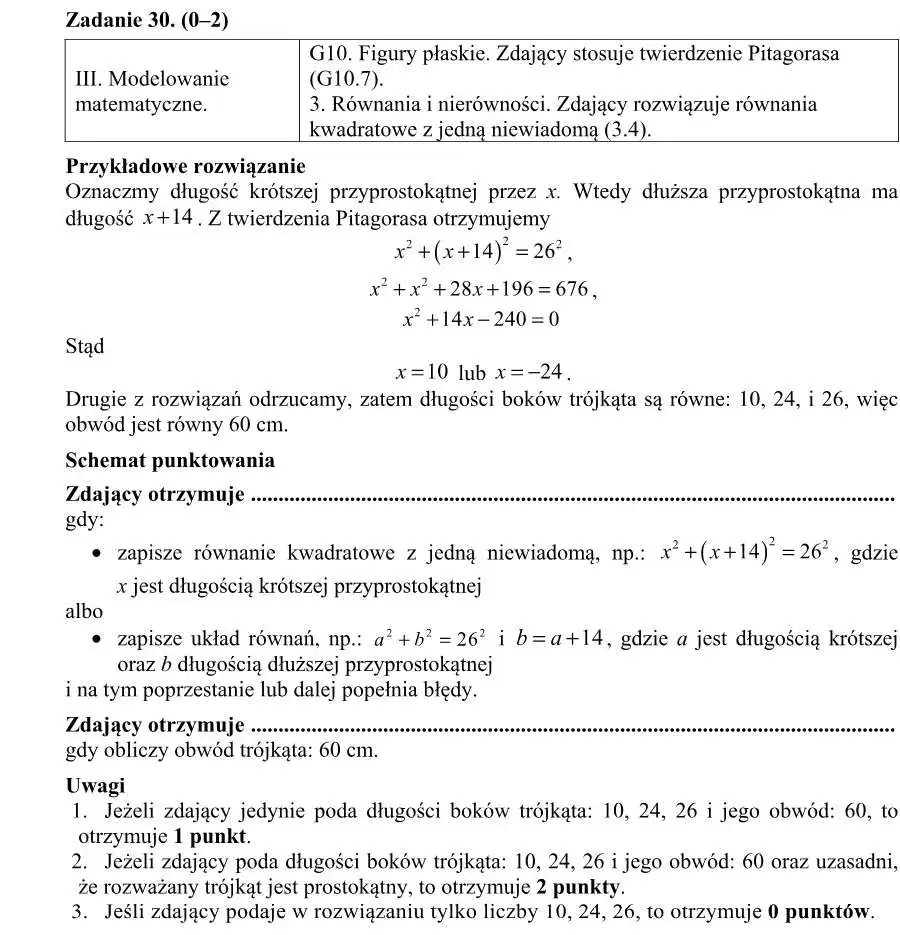 Zadanie 30. (0–2)
III. Modelowanie
matematyczne.
G10. Figury płaskie. Zdający stosuje twierdzenie Pitagorasa
(G10.7).
3. Równania i nierówności. Zdający rozwiązuje równania
kwadratowe z jedną niewiadomą (3.4).
Przykładowe rozwiązanie
Oznaczmy długość krótszej przyprostokątnej przez x. Wtedy dłuższa przyprostokątna ma
długość x+14. Z twierdzenia Pitagorasa otrzymujemy
x² + (x+14)² = 26²,
x² + x² + 28x + 196 = 676,
x² + 14x − 240 = 0
Stąd
x = 10 lub x = −24.
Drugie z rozwiązań odrzucamy, zatem długości boków trójkąta są równe: 10, 24, i 26, więc
obwód jest równy 60 cm.
Schemat punktowania
Zdający otrzymuje ......................................................................................................................
gdy:
• zapisze równanie kwadratowe z jedną niewiadomą, np.: x² + (x+14)² = 26², gdzie
x jest długością krótszej przyprostokątnej
albo
• zapisze układ równań, np.: a² + b² = 26² i b = a + 14, gdzie a jest długością krótszej
oraz b długością dłuższej przyprostokątnej
i na tym poprzestanie lub dalej popełnia błędy.
Zdający otrzymuje ......................................................................................................................
gdy obliczy obwód trójkąta: 60 cm.
Uwagi
1. Jeżeli zdający jedynie poda długości boków trójkąta: 10, 24, 26 i jego obwód: 60, to
otrzymuje 1 punkt.
2. Jeżeli zdający poda długości boków trójkąta: 10, 24, 26 i jego obwód: 60 oraz uzasadni,
że rozważany trójkąt jest prostokątny, to otrzymuje 2 punkty.
3. Jeśli zdający podaje w rozwiązaniu tylko liczby 10, 24, 26, to otrzymuje 0 punktów.